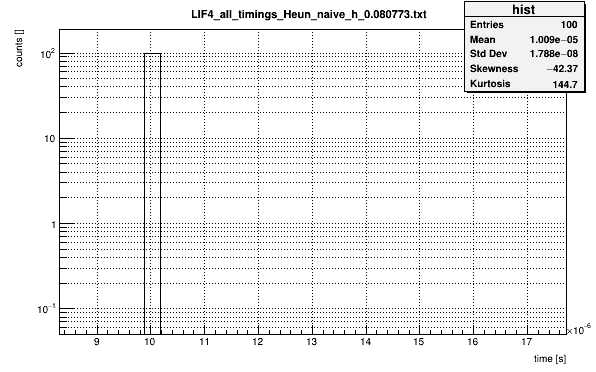 LIF4_all_timings_Heun_naive_h_0.080773.txt
hist
Entries 100
Mean 1.009e−05
Std Dev 1.788e−08
Skewness −42.37
Kurtosis 144.7
counts []
10²
10
1
10⁻¹
9 10 11 12 13 14 15 16 17
×10⁻⁶
time [s]